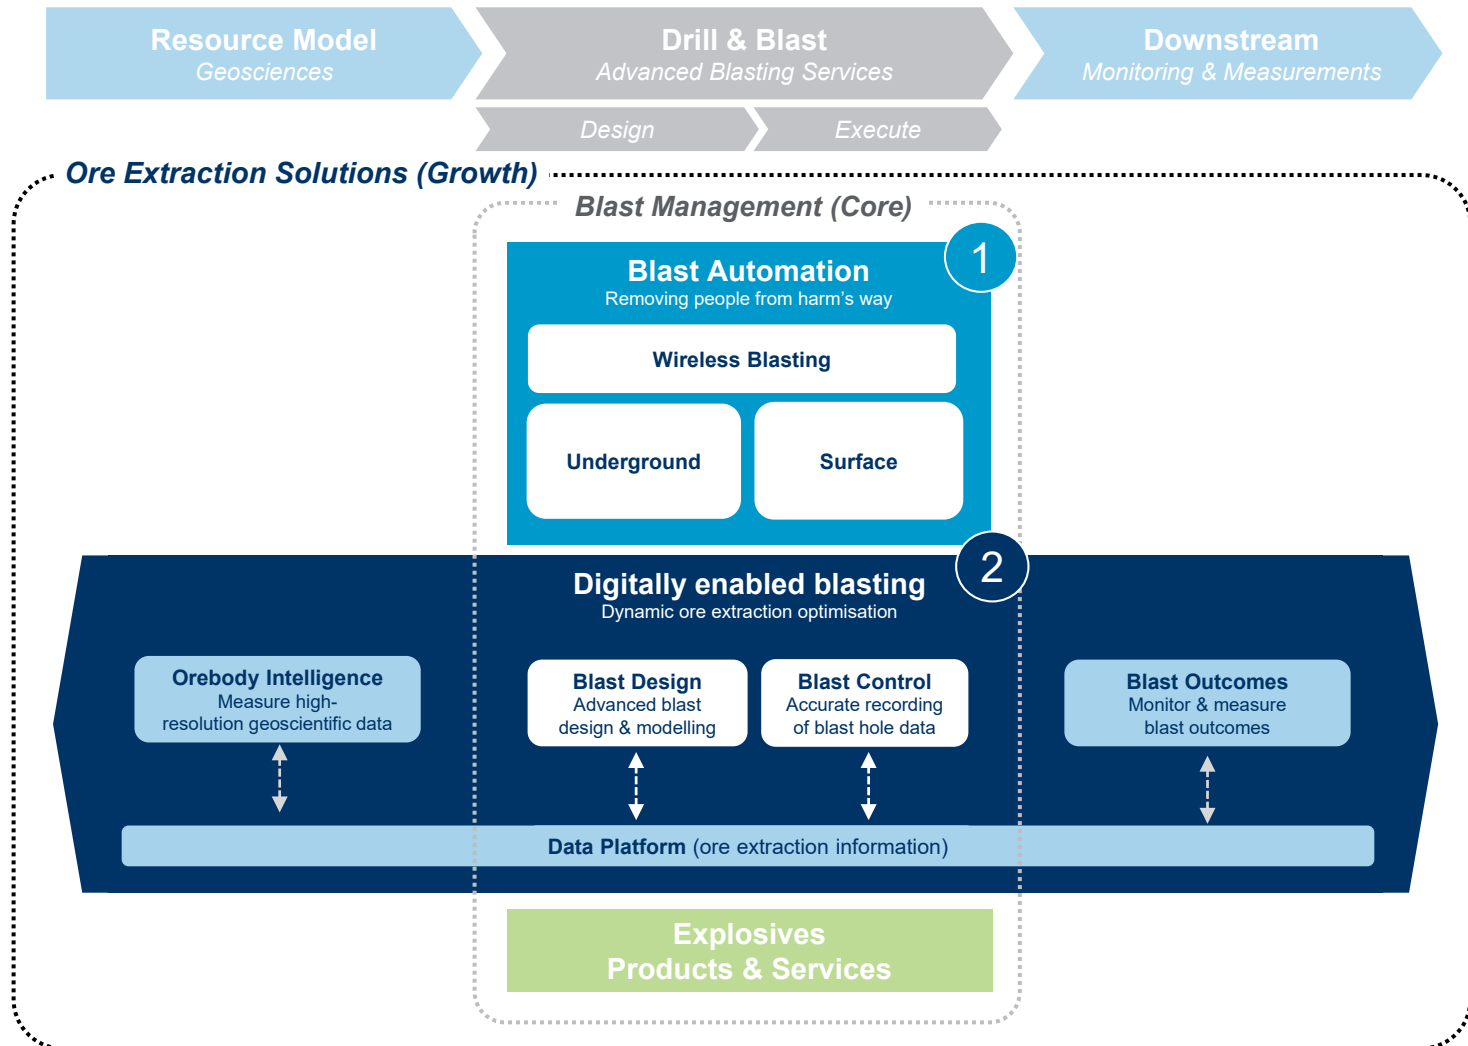 Resource Model
Geosciences
Drill & Blast
Advanced Blasting Services
Downstream
Monitoring & Measurements
Design
Execute
Ore Extraction Solutions (Growth)
Blast Management (Core)
1
Blast Automation
Removing people from harm's way
Wireless Blasting
Underground
Surface
2
Digitally enabled blasting
Dynamic ore extraction optimisation
Orebody Intelligence
Measure high-
resolution geoscientific data
Blast Design
Advanced blast
design & modelling
Blast Control
Accurate recording
of blast hole data
Blast Outcomes
Monitor & measure
blast outcomes
Data Platform (ore extraction information)
Explosives
Products & Services